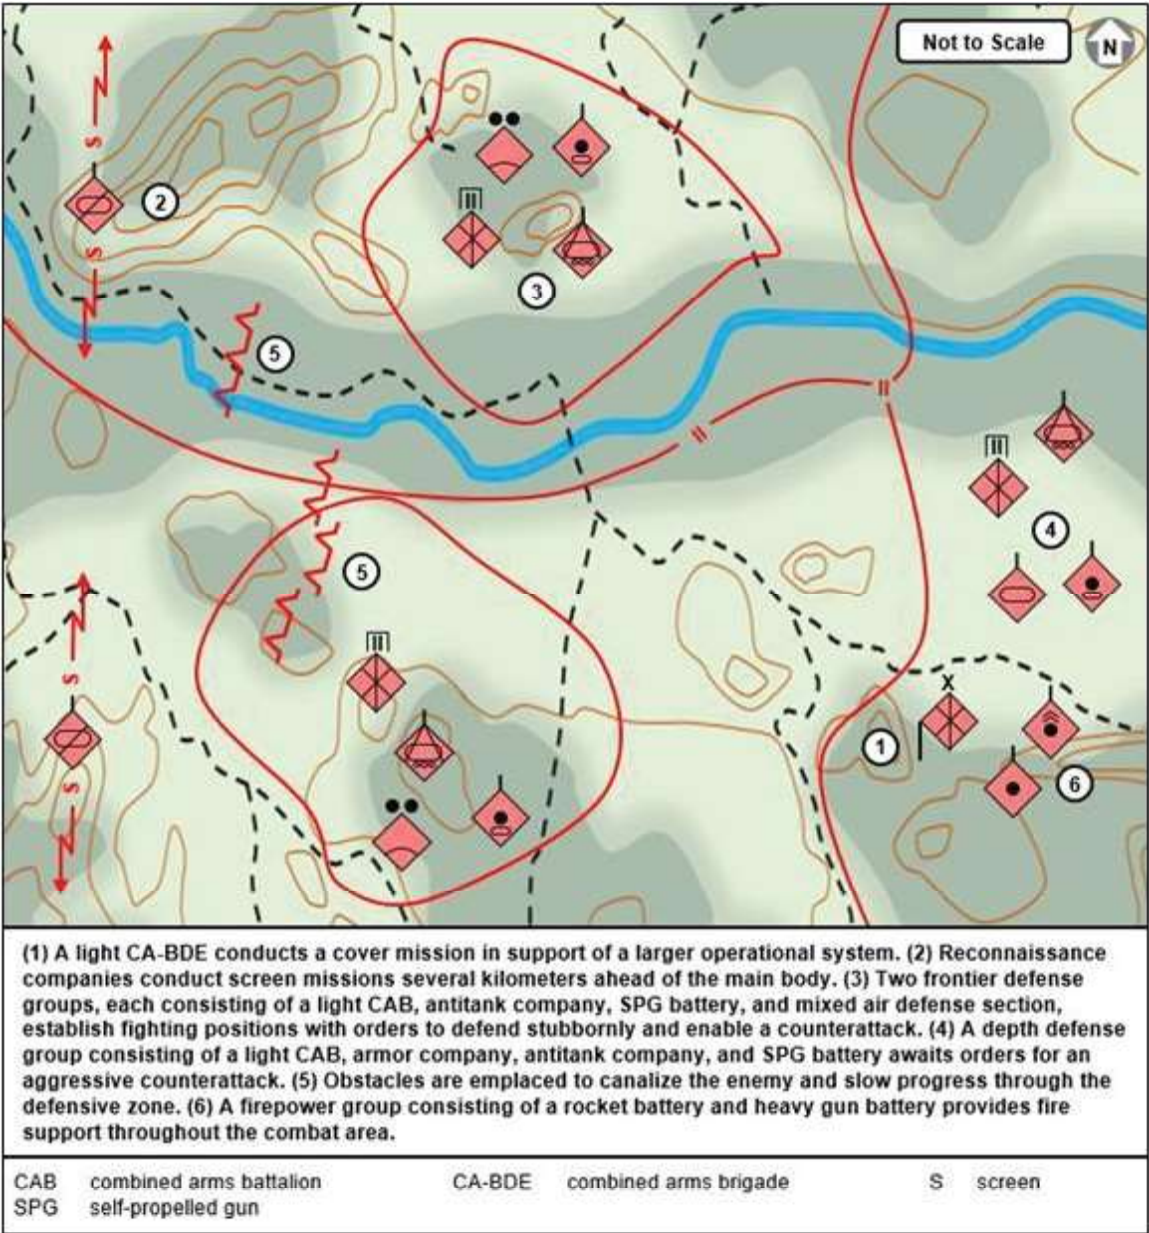 Not to Scale
N
S
2
S
3
5
II
II
4
5
S
X
1
6
S
(1) A light CA-BDE conducts a cover mission in support of a larger operational system. (2) Reconnaissance
companies conduct screen missions several kilometers ahead of the main body. (3) Two frontier defense
groups, each consisting of a light CAB, antitank company, SPG battery, and mixed air defense section,
establish fighting positions with orders to defend stubbornly and enable a counterattack. (4) A depth defense
group consisting of a light CAB, armor company, antitank company, and SPG battery awaits orders for an
aggressive counterattack. (5) Obstacles are emplaced to canalize the enemy and slow progress through the
defensive zone. (6) A firepower group consisting of a rocket battery and heavy gun battery provides fire
support throughout the combat area.
CAB combined arms battalion CA-BDE combined arms brigade S screen
SPG self-propelled gun